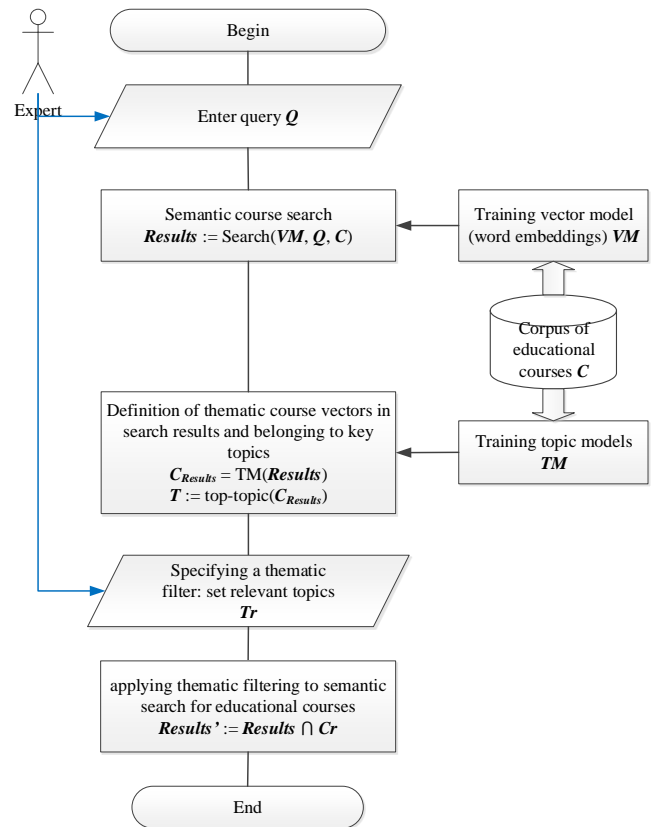 Begin
Expert
Enter query Q
Semantic course search
Results := Search(VM, Q, C)
Training vector model
(word embeddings) VM
Corpus of
educational
courses C
Definition of thematic course vectors in
search results and belonging to key
topics
C_Results = TM(Results)
T := top-topic(C_Results)
Training topic models
TM
Specifying a thematic
filter: set relevant topics
Tr
applying thematic filtering to semantic
search for educational courses
Results’ := Results ⋂ Cr
End